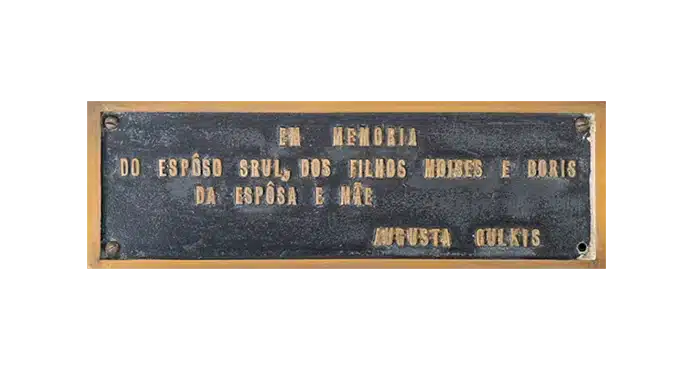 EM MEMORIA
DO ESPÔSO SRUL, DOS FILHOS MOISES E BORIS
DA ESPÔSA E MÃE
AUGUSTA GULKIS